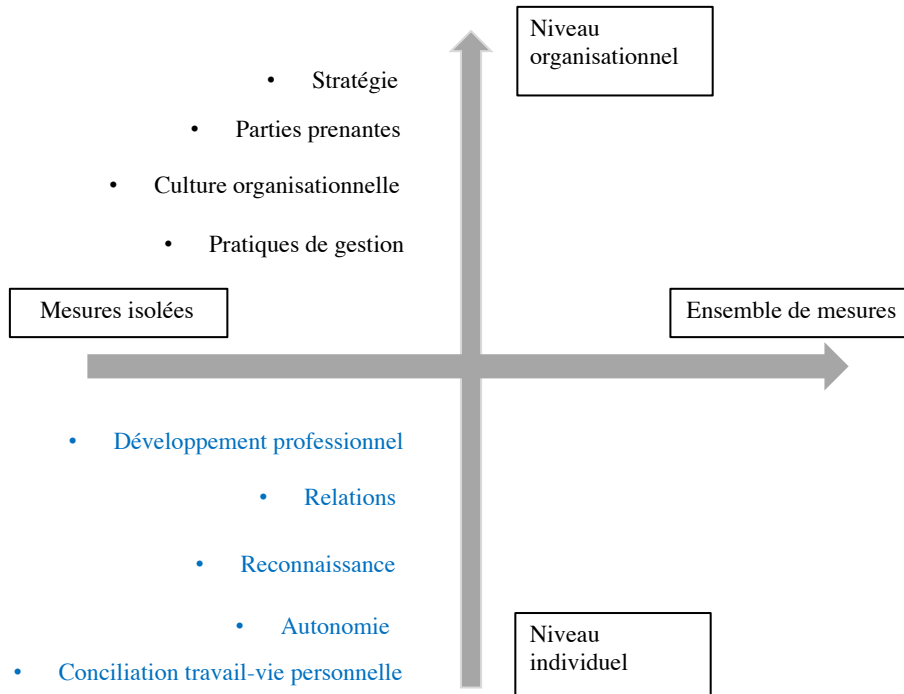 Niveau
organisationnel
• Stratégie
• Parties prenantes
• Culture organisationnelle
• Pratiques de gestion
Mesures isolées
Ensemble de mesures
• Développement professionnel
• Relations
• Reconnaissance
• Autonomie
Niveau
individuel
• Conciliation travail-vie personnelle